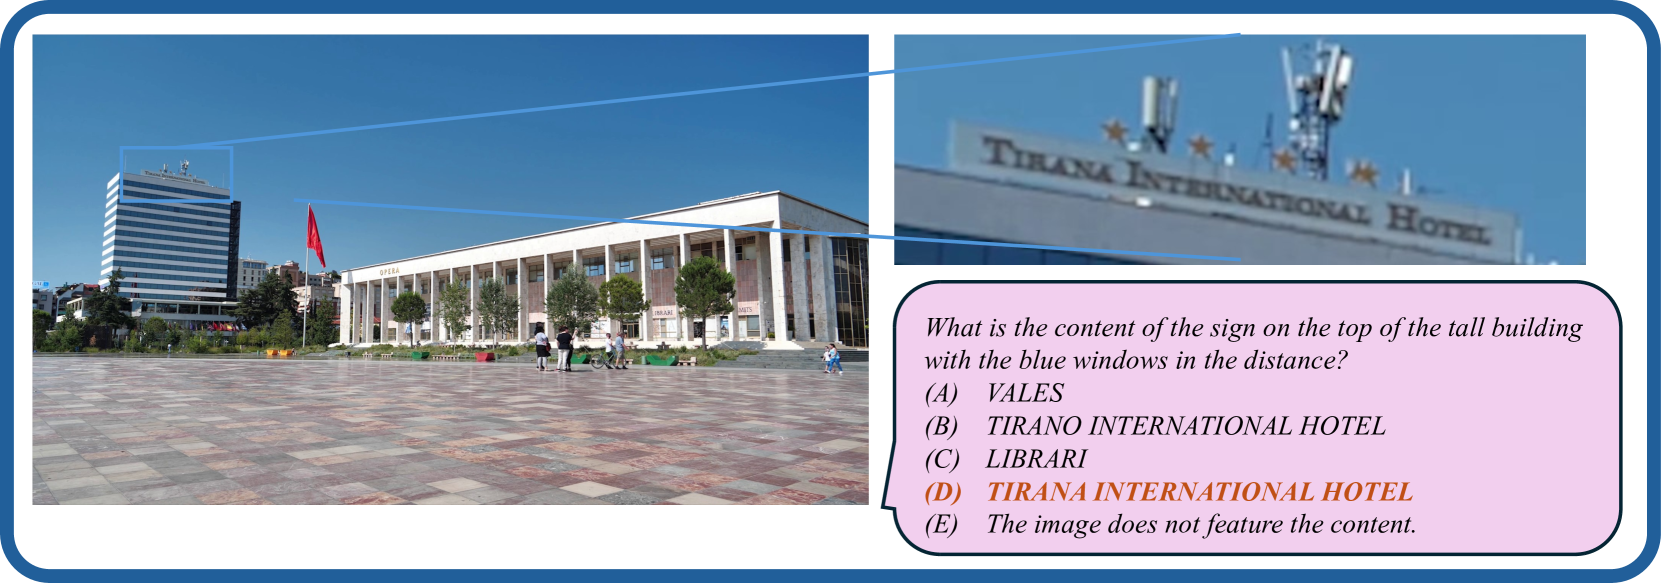 OPERA
TIRANA INTERNATIONAL HOTEL
What is the content of the sign on the top of the tall building
with the blue windows in the distance?
(A) VALES
(B) TIRANO INTERNATIONAL HOTEL
(C) LIBRARI
(D) TIRANA INTERNATIONAL HOTEL
(E) The image does not feature the content.